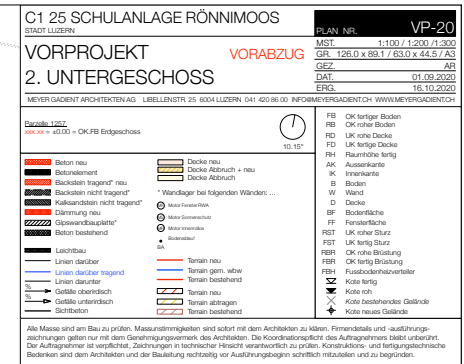 C1 25 SCHULANLAGE RÖNNIMOOS
STADT LUZERN
PLAN NR. VP-20
VORPROJEKT VORABZUG
2. UNTERGESCHOSS
MST. 1:100 / 1:200 /1:300
GR. 126.0 x 89.1 / 63.0 x 44.5 / A3
GEZ. AR
DAT. 01.09.2020
ERG. 16.10.2020
MEYER GADIENT ARCHITEKTEN AG LIBELLENSTR. 25 6004 LUZERN 041 420 86 00 INFO@MEYERGADIENT.CH WWW.MEYERGADIENT.CH
Parzelle 1257
xxx.xx = ±0.00 = OK.FB Erdgeschoss
10.15°
Beton neu
Betonelement
Backstein tragend* neu
Backstein nicht tragend*
Kalksandstein nicht tragend*
Dämmung neu
Gipswandbauplatte*
Beton bestehend
Leichtbau
Linien darüber
Linien darüber tragend
Linien darunter
% Gefälle oberirdisch
% Gefälle unterirdisch
Sichtbeton
Decke neu
Decke Abbruch + neu
Decke Abbruch
* Wandlager bei folgenden Wänden: ...
Motor Fenster RWA
Motor Sonnenschutz
Motor Innenrollos
Bodenablauf
BA
Terrain neu
Terrain gem. wbw
Terrain bestehend
Terrain neu
Terrain abtragen
Terrain bestehend
FB OK fertiger Boden
RB OK roher Boden
RD UK rohe Decke
FD UK fertige Decke
RH Raumhöhe fertig
AK Aussenkante
IK Innenkante
B Boden
W Wand
D Decke
BF Bodenfläche
FF Fensterfläche
RST UK roher Sturz
FST UK fertig Sturz
RBR OK rohe Brüstung
FBR OK fertig Brüstung
FBH Fussbodenheizverteiler
Kote fertig
Kote roh
Kote bestehendes Gelände
Kote neues Gelände
Alle Masse sind am Bau zu prüfen. Massunstimmigkeiten sind sofort mit dem Architekten zu klären. Firmendetails und -ausführungs-
zeichnungen gelten nur mit dem Genehmigungsvermerk des Architekten. Die Koordinationspflicht des Auftragnehmers bleibt unberührt.
Der Auftragnehmer ist verpflichtet, Zeichnungen in technischer Hinsicht verantwortlich zu prüfen. Konstruktions- und fertigungstechnische
Bedenken sind dem Architekten und der Bauleitung rechtzeitig vor Ausführungsbeginn schriftlich mitzuteilen und zu begründen.